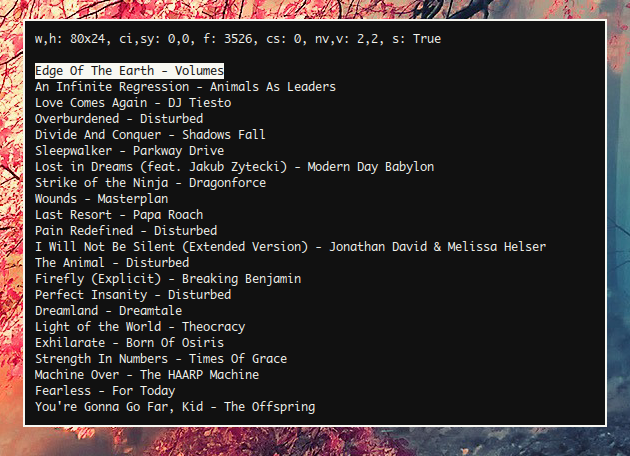 w,h: 80x24, ci,sy: 0,0, f: 3526, cs: 0, nv,v: 2,2, s: True
Edge Of The Earth - Volumes
An Infinite Regression - Animals As Leaders
Love Comes Again - DJ Tiesto
Overburdened - Disturbed
Divide And Conquer - Shadows Fall
Sleepwalker - Parkway Drive
Lost in Dreams (feat. Jakub Zytecki) - Modern Day Babylon
Strike of the Ninja - Dragonforce
Wounds - Masterplan
Last Resort - Papa Roach
Pain Redefined - Disturbed
I Will Not Be Silent (Extended Version) - Jonathan David & Melissa Helser
The Animal - Disturbed
Firefly (Explicit) - Breaking Benjamin
Perfect Insanity - Disturbed
Dreamland - Dreamtale
Light of the World - Theocracy
Exhilarate - Born Of Osiris
Strength In Numbers - Times Of Grace
Machine Over - The HAARP Machine
Fearless - For Today
You're Gonna Go Far, Kid - The Offspring